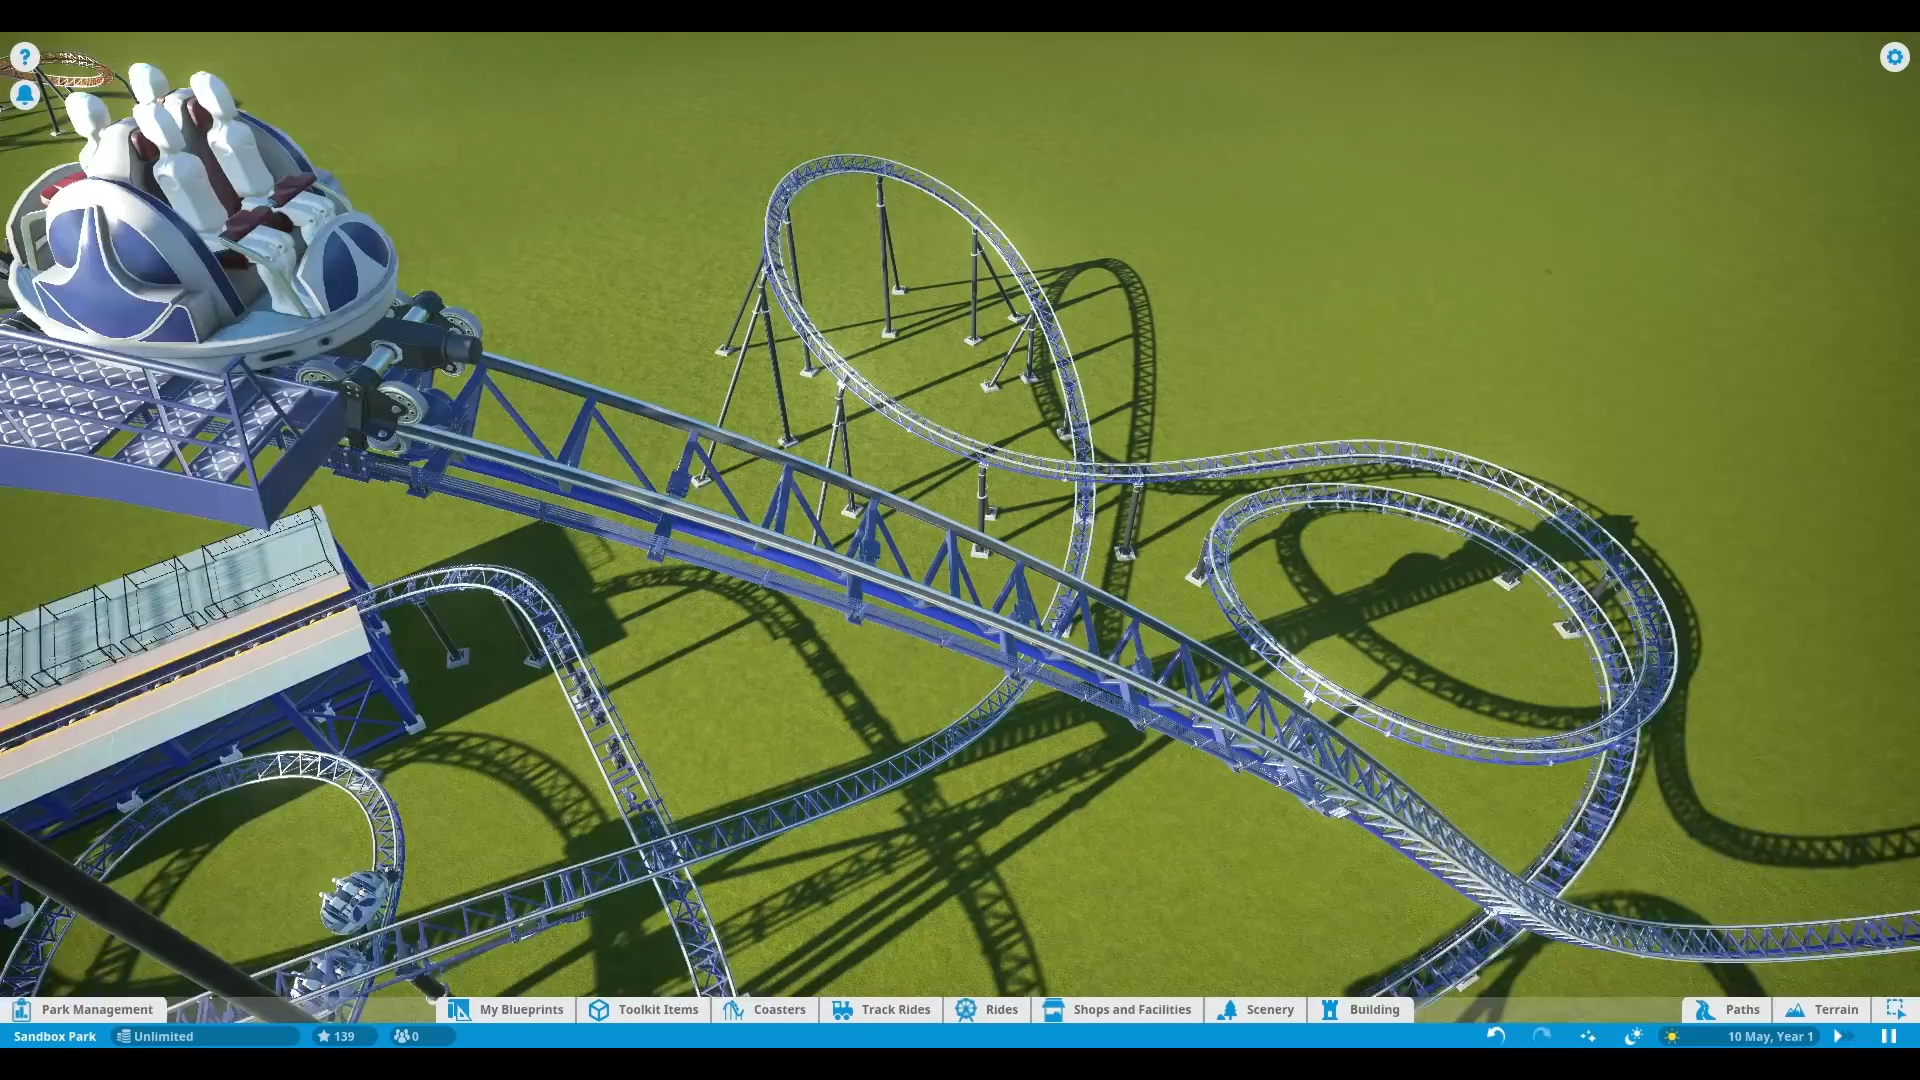 ?
Park Management
My Blueprints
Toolkit Items
Coasters
Track Rides
Rides
Shops and Facilities
Scenery
Building
Paths
Terrain
Sandbox Park
Unlimited
139
0
10 May, Year 1